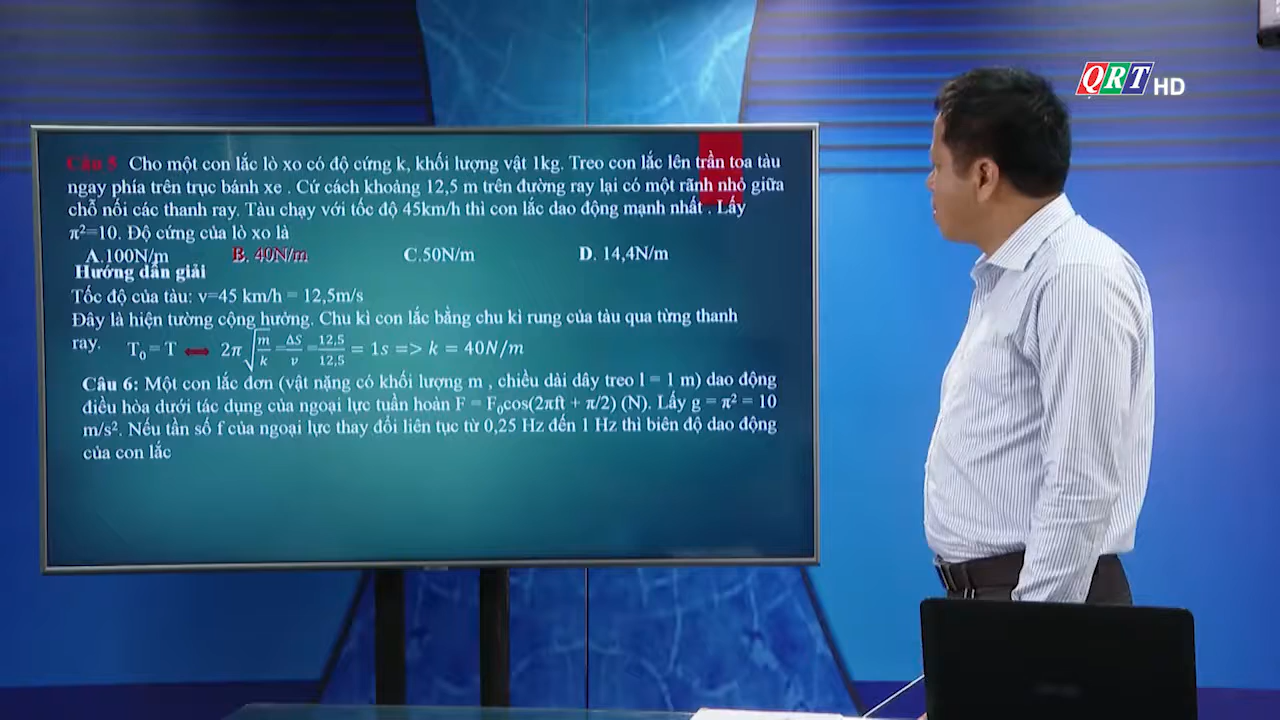 QRT HD
Câu 5 Cho một con lắc lò xo có độ cứng k, khối lượng vật 1kg. Treo con lắc lên trần toa tàu
ngay phía trên trục bánh xe . Cứ cách khoảng 12,5 m trên đường ray lại có một rãnh nhỏ giữa
chỗ nối các thanh ray. Tàu chạy với tốc độ 45km/h thì con lắc dao động mạnh nhất . Lấy
π²=10. Độ cứng của lò xo là
A.100N/m B. 40N/m C.50N/m D. 14,4N/m
Hướng dẫn giải
Tốc độ của tàu: v=45 km/h = 12,5m/s
Đây là hiện tường cộng hưởng. Chu kì con lắc bằng chu kì rung của tàu qua từng thanh
ray. T₀ = T ⟺ 2π√(m/k) = ΔS/v = 12,5/12,5 = 1s => k = 40N/m
Câu 6: Một con lắc đơn (vật nặng có khối lượng m , chiều dài dây treo l = 1 m) dao động
điều hòa dưới tác dụng của ngoại lực tuần hoàn F = F₀cos(2πft + π/2) (N). Lấy g = π² = 10
m/s². Nếu tần số f của ngoại lực thay đổi liên tục từ 0,25 Hz đến 1 Hz thì biên độ dao động
của con lắc